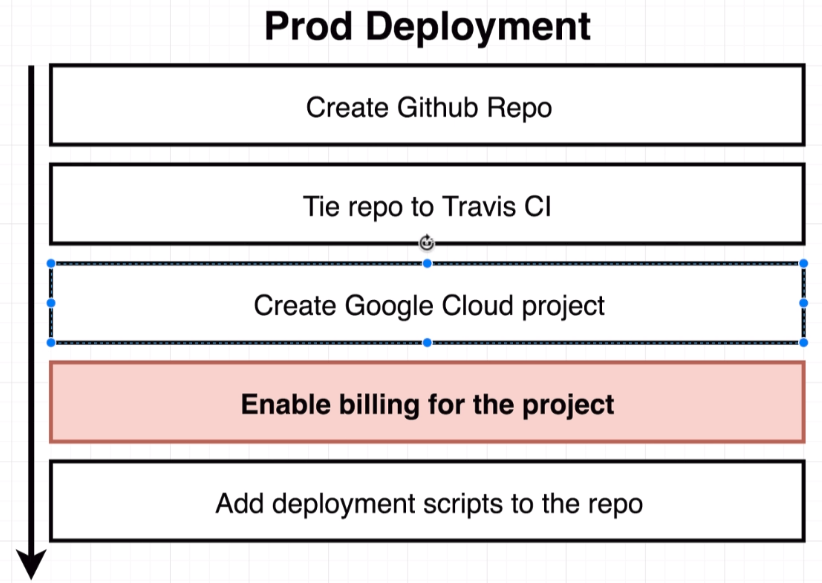 Prod Deployment
Create Github Repo
Tie repo to Travis CI
Create Google Cloud project
Enable billing for the project
Add deployment scripts to the repo